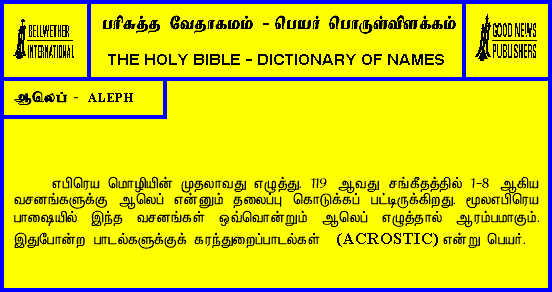 BELLWETHER
INTERNATIONAL
பரிசுத்த வேதாகமம் - பெயர் பொருள்விளக்கம்
THE HOLY BIBLE - DICTIONARY OF NAMES
GOOD NEWS
PUBLISHERS
ஆலெப் - ALEPH
எபிரெய மொழியின் முதலாவது எழுத்து. 119 ஆவது சங்கீதத்தில் 1-8 ஆகிய
வசனங்களுக்கு ஆலெப் என்னும் தலைப்பு கொடுக்கப் பட்டிருக்கிறது. மூலஎபிரெய
பாஷையில் இந்த வசனங்கள் ஒவ்வொன்றும் ஆலெப் எழுத்தால் ஆரம்பமாகும்.
இதுபோன்ற பாடல்களுக்குக் கரந்துறைப்பாடல்கள் (ACROSTIC) என்று பெயர்.